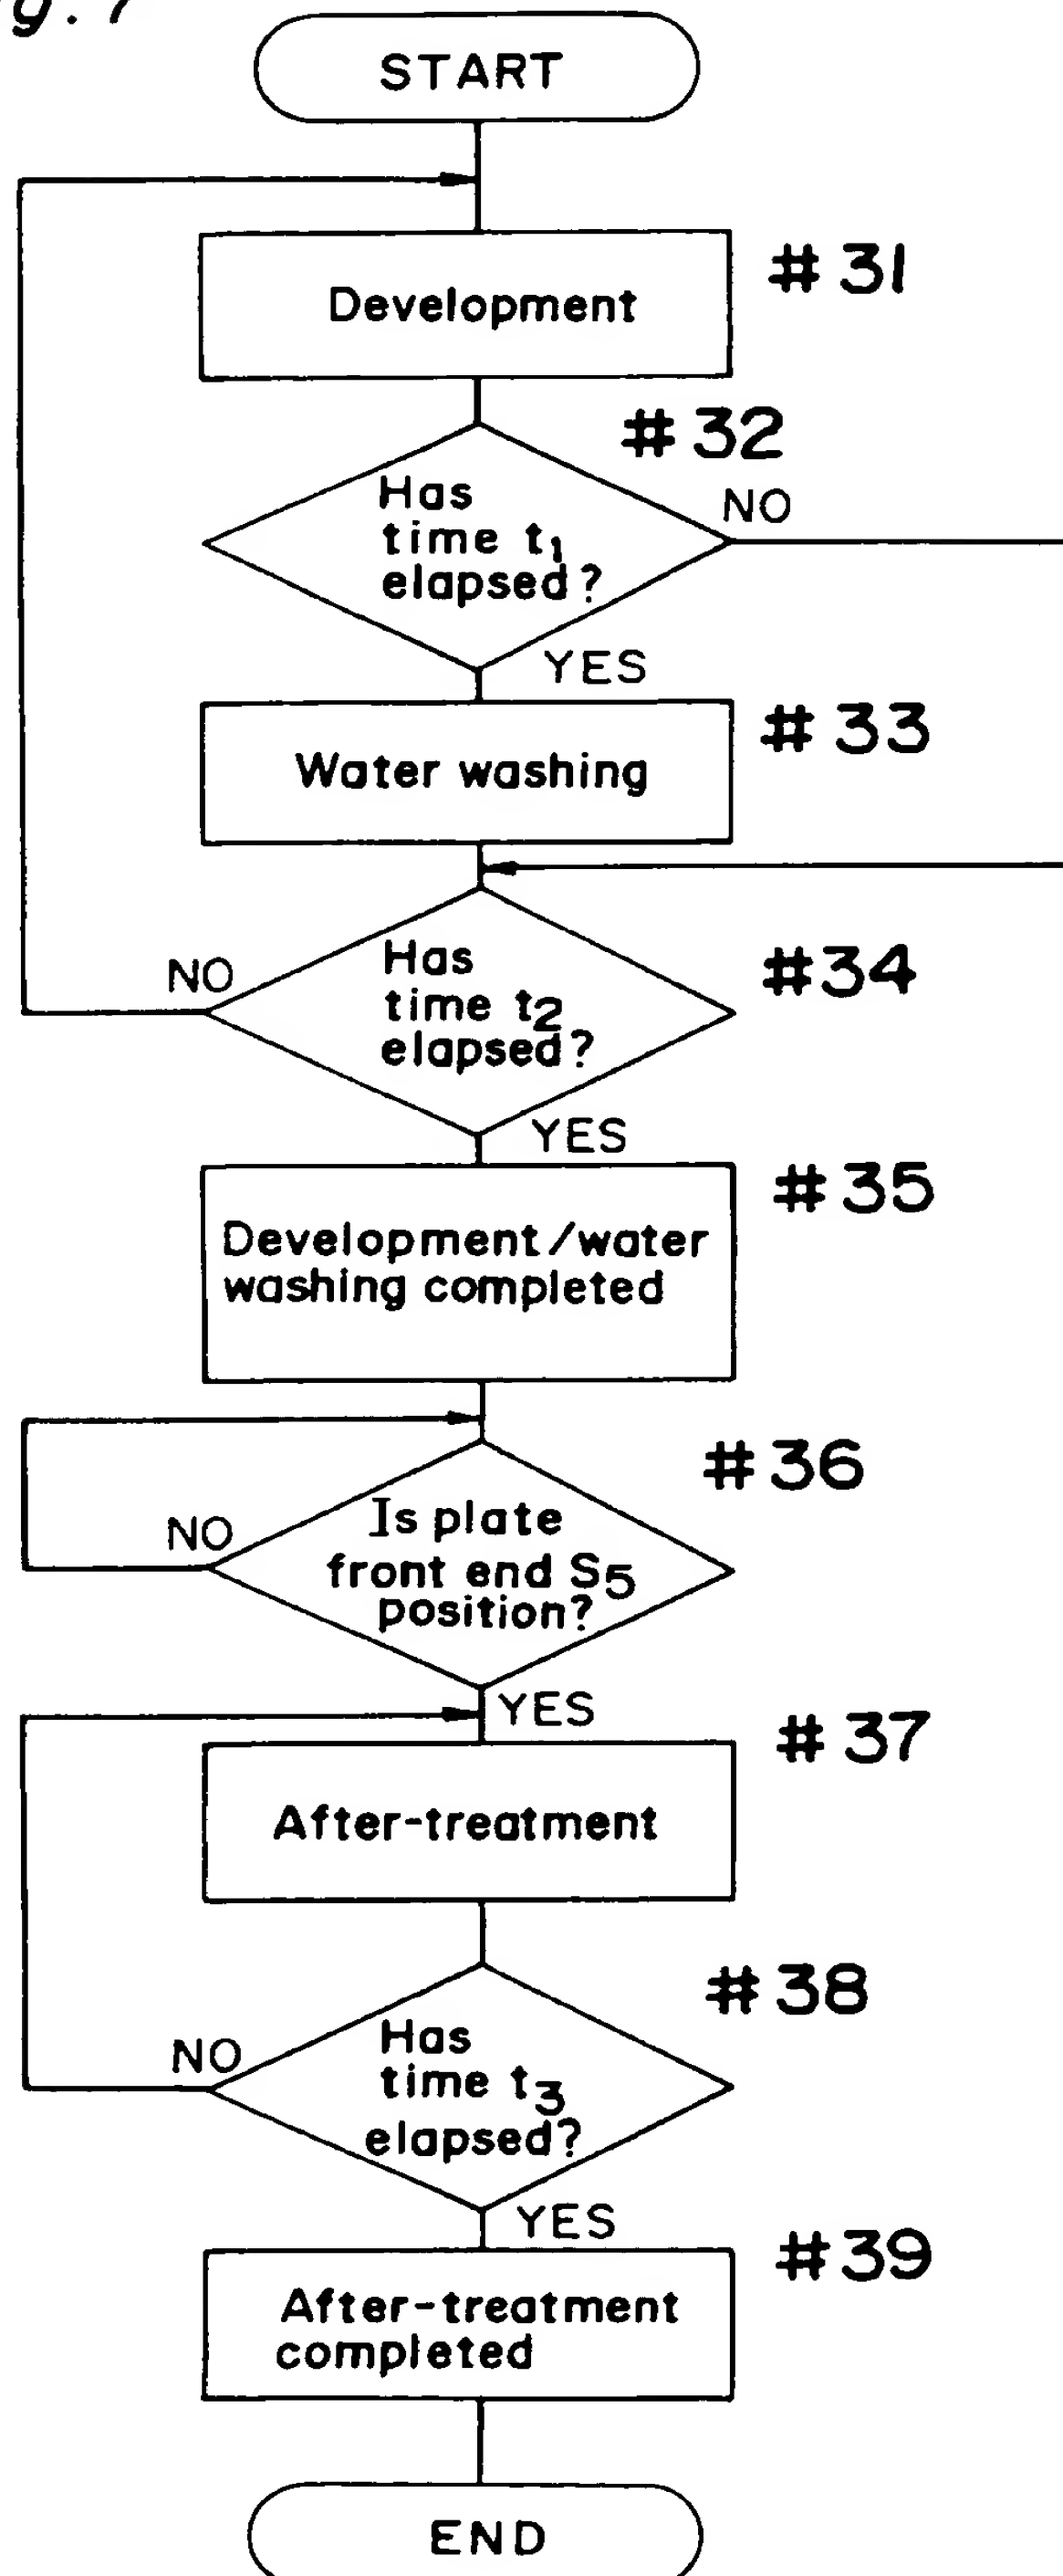 g. 7
START
Development
#31
#32
Has
time t1
elapsed?
NO
YES
Water washing
#33
Has
time t2
elapsed?
#34
NO
YES
Development/water
washing completed
#35
#36
Is plate
front end S5
position?
NO
YES
After-treatment
#37
#38
Has
time t3
elapsed?
NO
YES
After-treatment
completed
#39
END